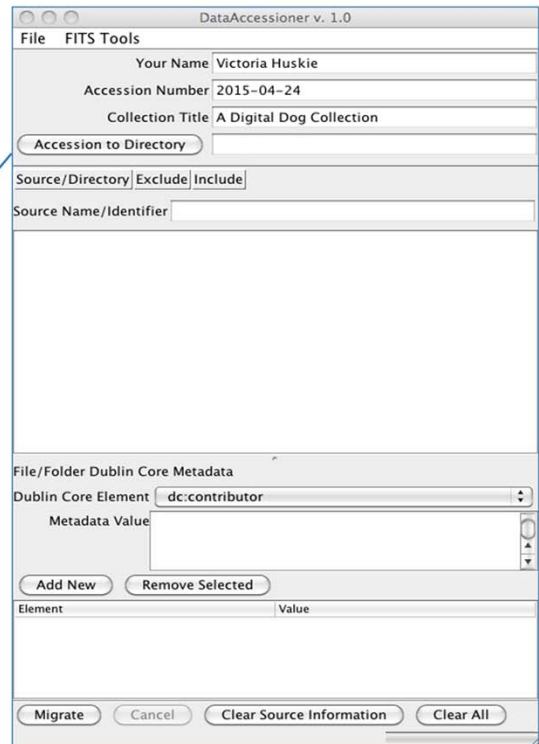 DataAccessioner v. 1.0
File FITS Tools
Your Name Victoria Huskie
Accession Number 2015-04-24
Collection Title A Digital Dog Collection
Accession to Directory
Source/Directory Exclude Include
Source Name/Identifier
File/Folder Dublin Core Metadata
Dublin Core Element dc:contributor
Metadata Value
Add New Remove Selected
Element Value
Migrate Cancel Clear Source Information Clear All